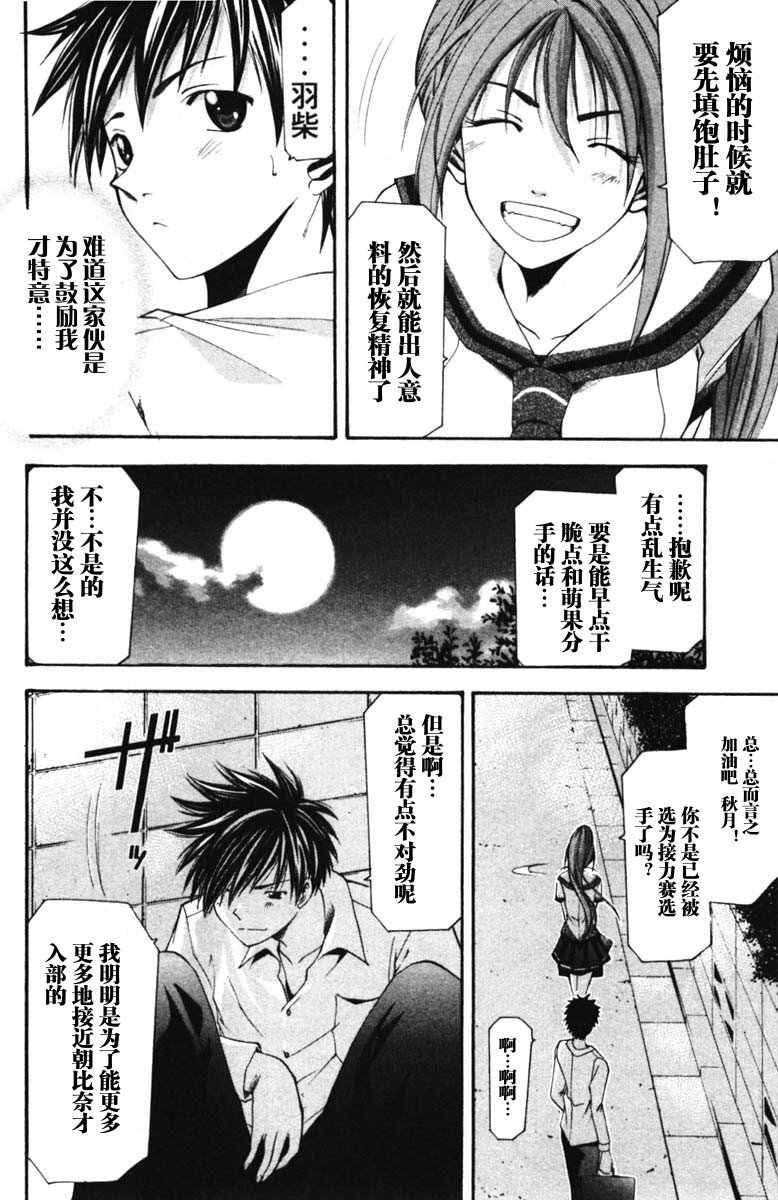 烦恼的时候就
要先填饱肚子！
然后就能出人意
料的恢复精神了
……羽柴
难道这家伙是
为了鼓励我
才特意……
……抱歉呢
有点乱生气
要是能早点干
脆点和萌果分
手的话…
不…不是的
我并没这么想…
总…总而言之
加油吧 秋月！
你不是已经被
选为接力赛选
手了吗？
啊…啊啊…
但是啊…
总觉得有点不对劲呢
我明明是为了能更多
更多地接近朝比奈才
入部的